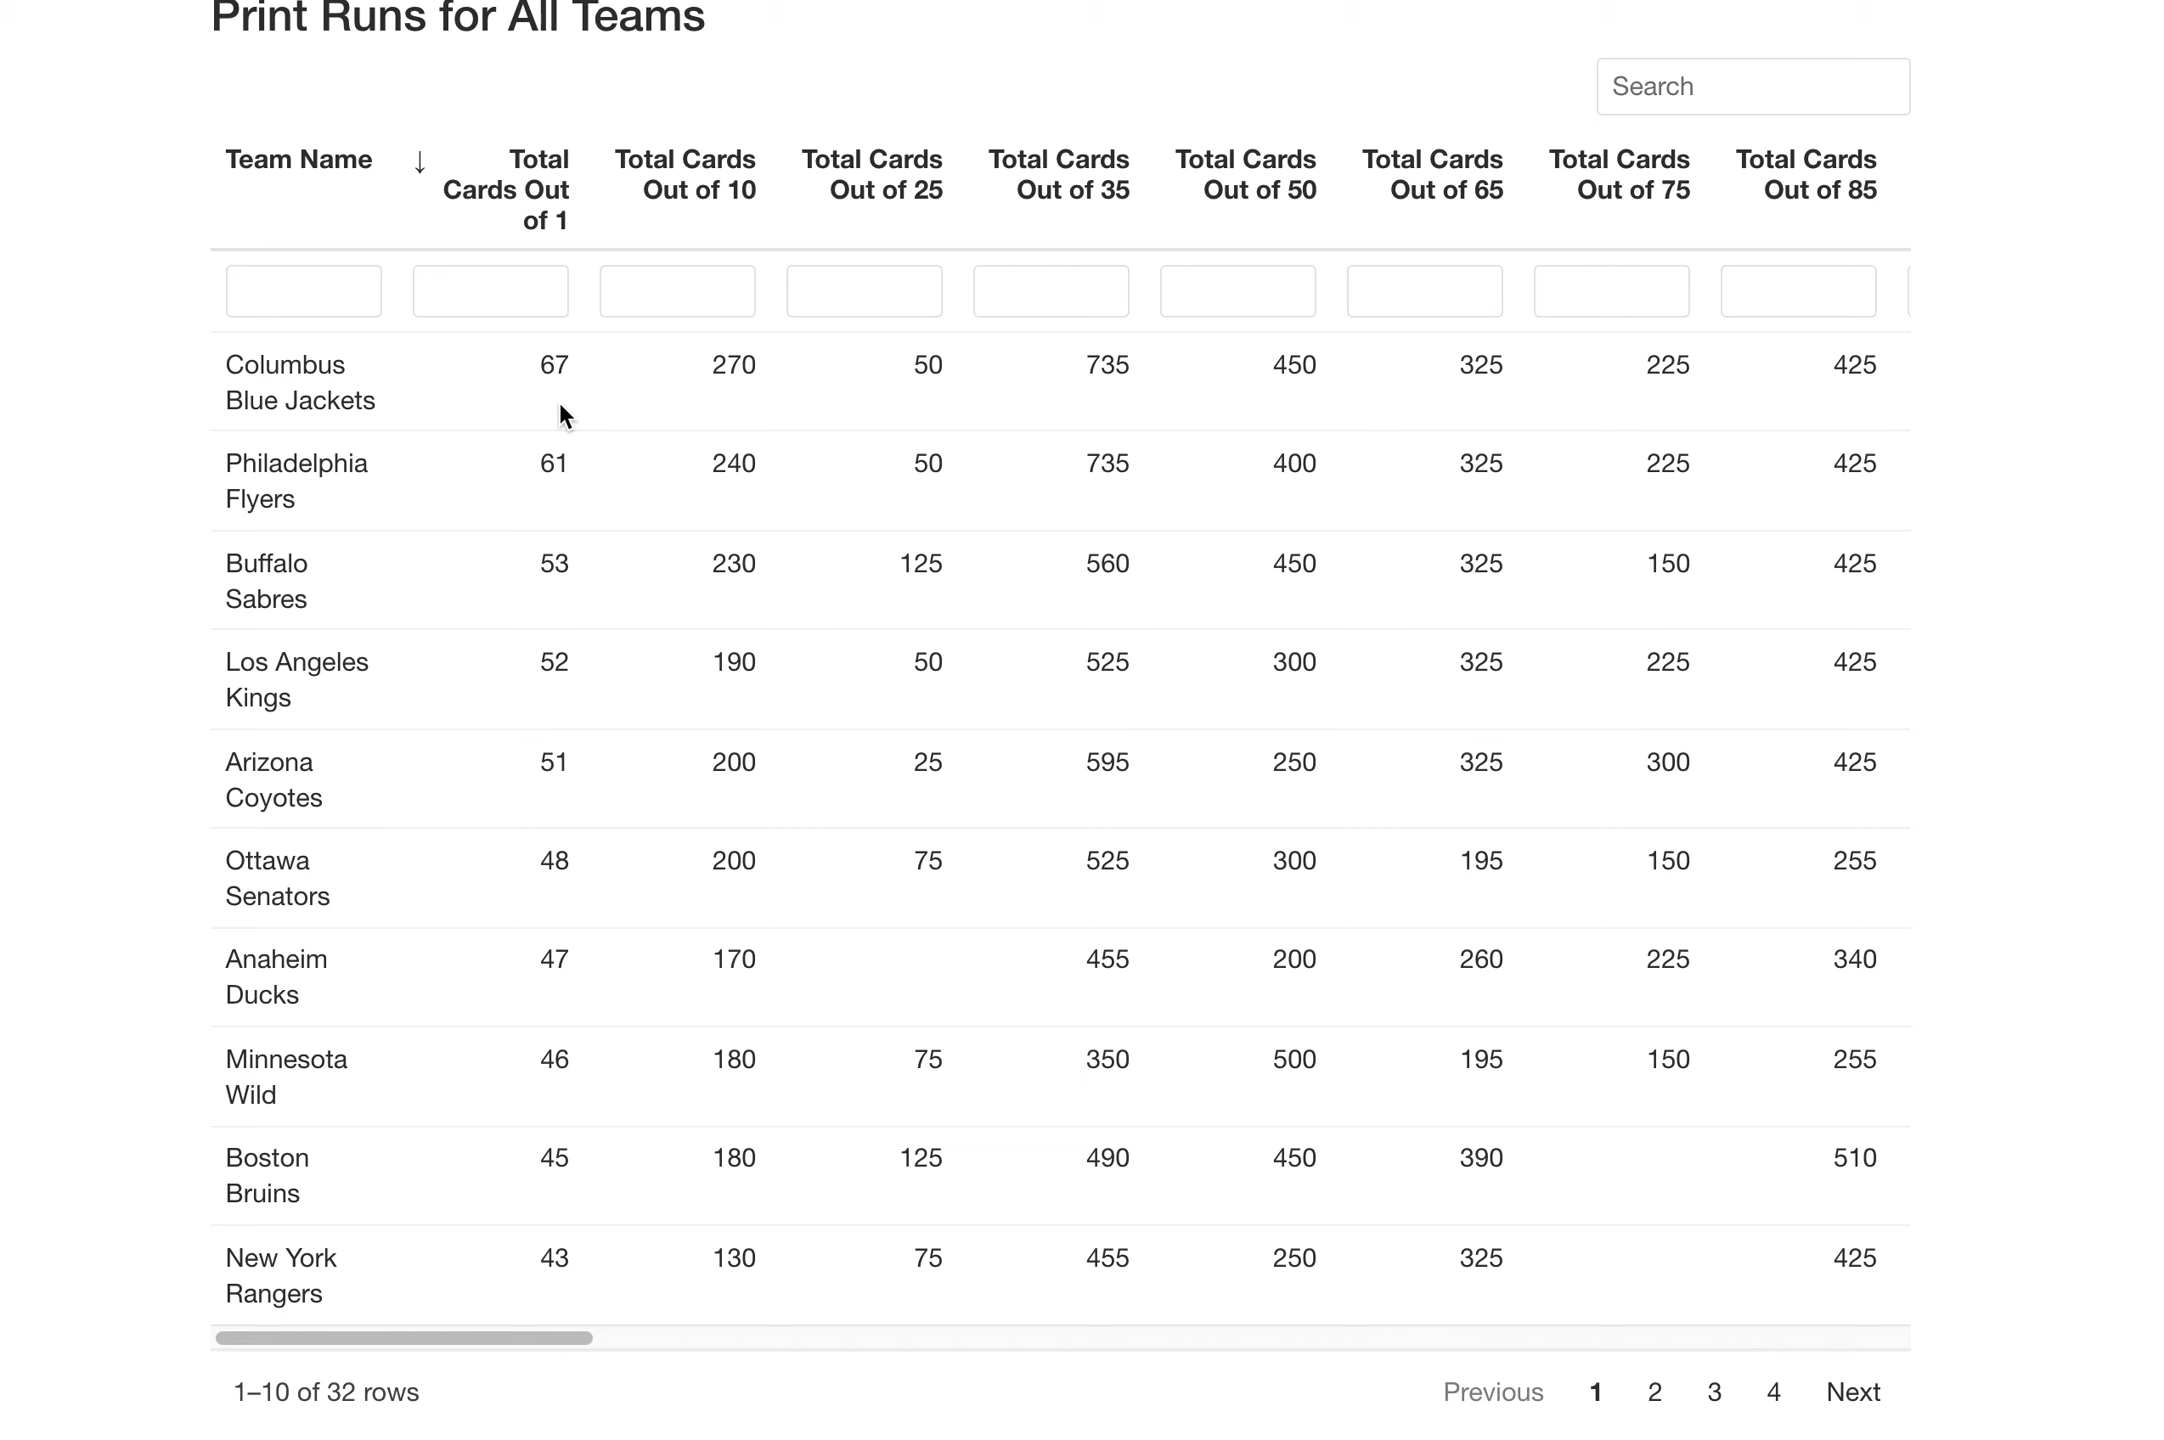 Print Runs for All Teams
Search
Team Name ↓ Total Total Cards Total Cards Total Cards Total Cards Total Cards Total Cards Total Cards
Cards Out Out of 10 Out of 25 Out of 35 Out of 50 Out of 65 Out of 75 Out of 85
of 1
Columbus 67 270 50 735 450 325 225 425
Blue Jackets
Philadelphia 61 240 50 735 400 325 225 425
Flyers
Buffalo 53 230 125 560 450 325 150 425
Sabres
Los Angeles 52 190 50 525 300 325 225 425
Kings
Arizona 51 200 25 595 250 325 300 425
Coyotes
Ottawa 48 200 75 525 300 195 150 255
Senators
Anaheim 47 170 455 200 260 225 340
Ducks
Minnesota 46 180 75 350 500 195 150 255
Wild
Boston 45 180 125 490 450 390 510
Bruins
New York 43 130 75 455 250 325 425
Rangers
1–10 of 32 rows Previous 1 2 3 4 Next